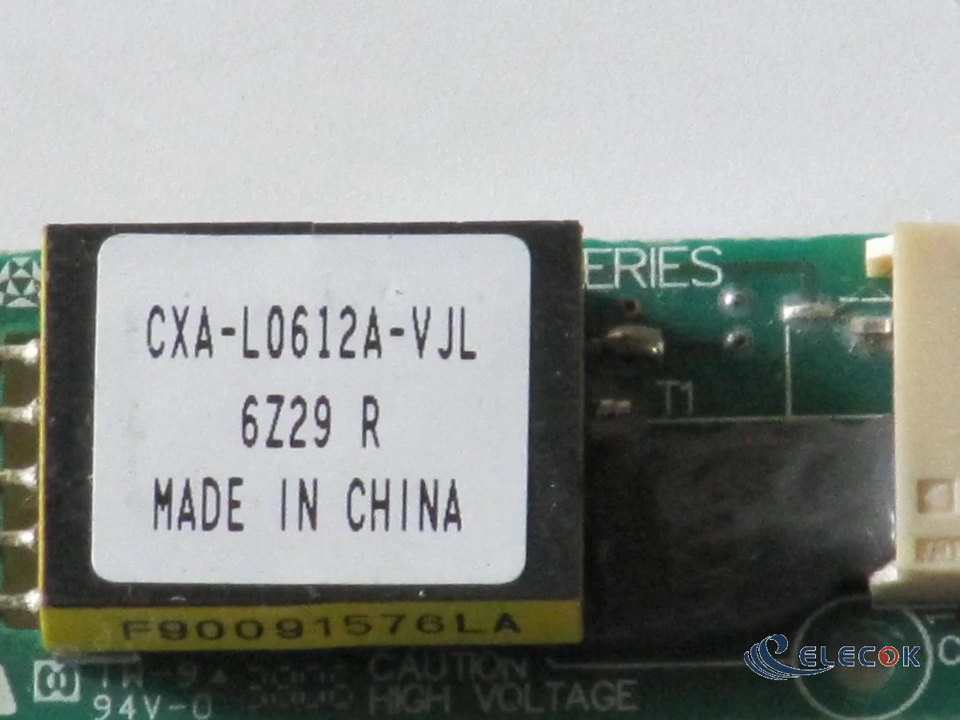 ERIES
CXA-L0612A-VJL
T1
6Z29 R
MADE IN CHINA
F90091576LA
ELECOK
CAUTION
HIGH VOLTAGE
94V-0
C